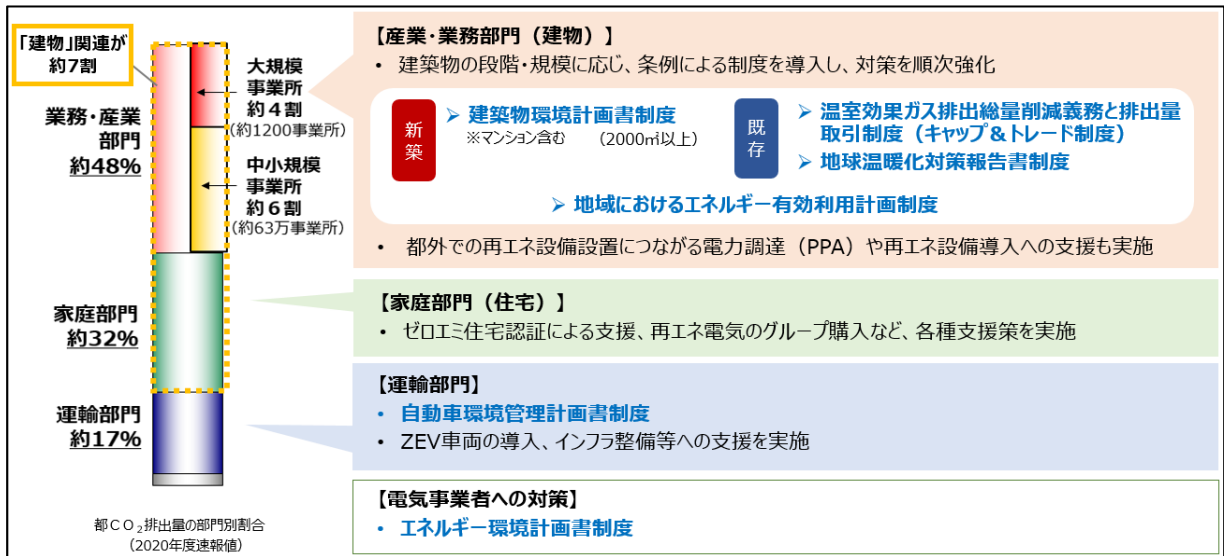 「建物」関連が
約7割
業務・産業
部門
約48%
大規模
事業所
約４割
(約1200事業所)
中小規模
事業所
約６割
(約63万事業所)
家庭部門
約32%
運輸部門
約17%
都ＣＯ₂排出量の部門別割合
(2020年度速報値)
【産業・業務部門（建物）】
• 建築物の段階・規模に応じ、条例による制度を導入し、対策を順次強化
新築
➤ 建築物環境計画書制度
※マンション含む （2000㎡以上）
既存
➤ 温室効果ガス排出総量削減義務と排出量
取引制度（キャップ＆トレード制度）
➤ 地球温暖化対策報告書制度
➤ 地域におけるエネルギー有効利用計画制度
• 都外での再エネ設備設置につながる電力調達（PPA）や再エネ設備導入への支援も実施
【家庭部門（住宅）】
• ゼロエミ住宅認証による支援、再エネ電気のグループ購入など、各種支援策を実施
【運輸部門】
• 自動車環境管理計画書制度
• ZEV車両の導入、インフラ整備等への支援を実施
【電気事業者への対策】
• エネルギー環境計画書制度